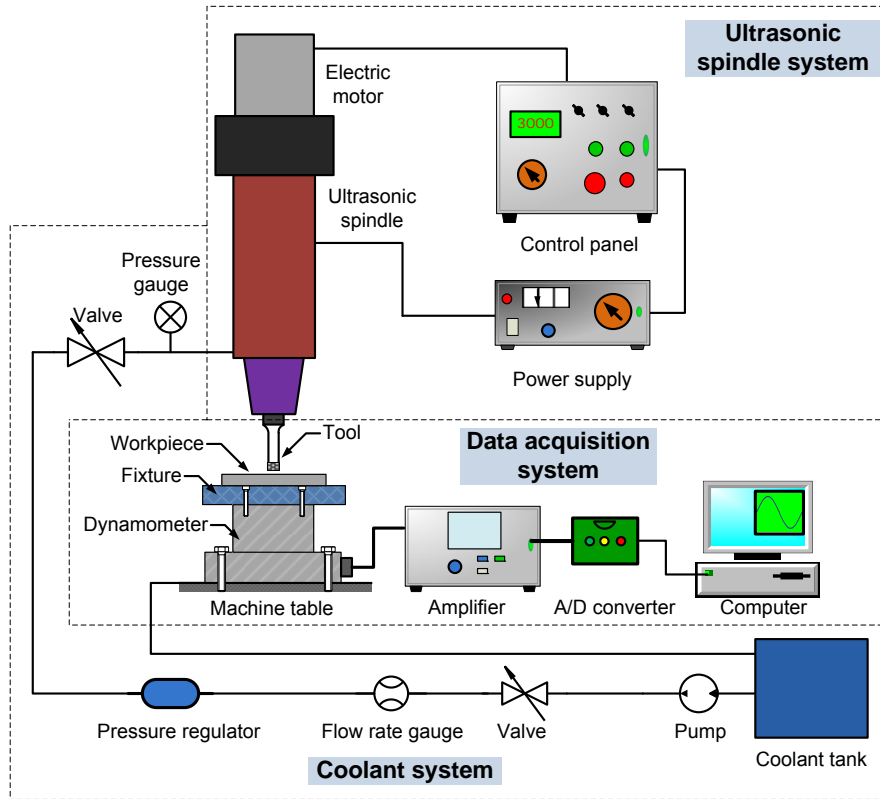 Ultrasonic
spindle system
Electric
motor
3000
Ultrasonic
spindle
Control panel
Pressure
gauge
Valve
Power supply
Tool
Workpiece
Data acquisition
system
Fixture
Dynamometer
Machine table
Amplifier
A/D converter
Computer
Pressure regulator
Flow rate gauge
Valve
Pump
Coolant tank
Coolant system